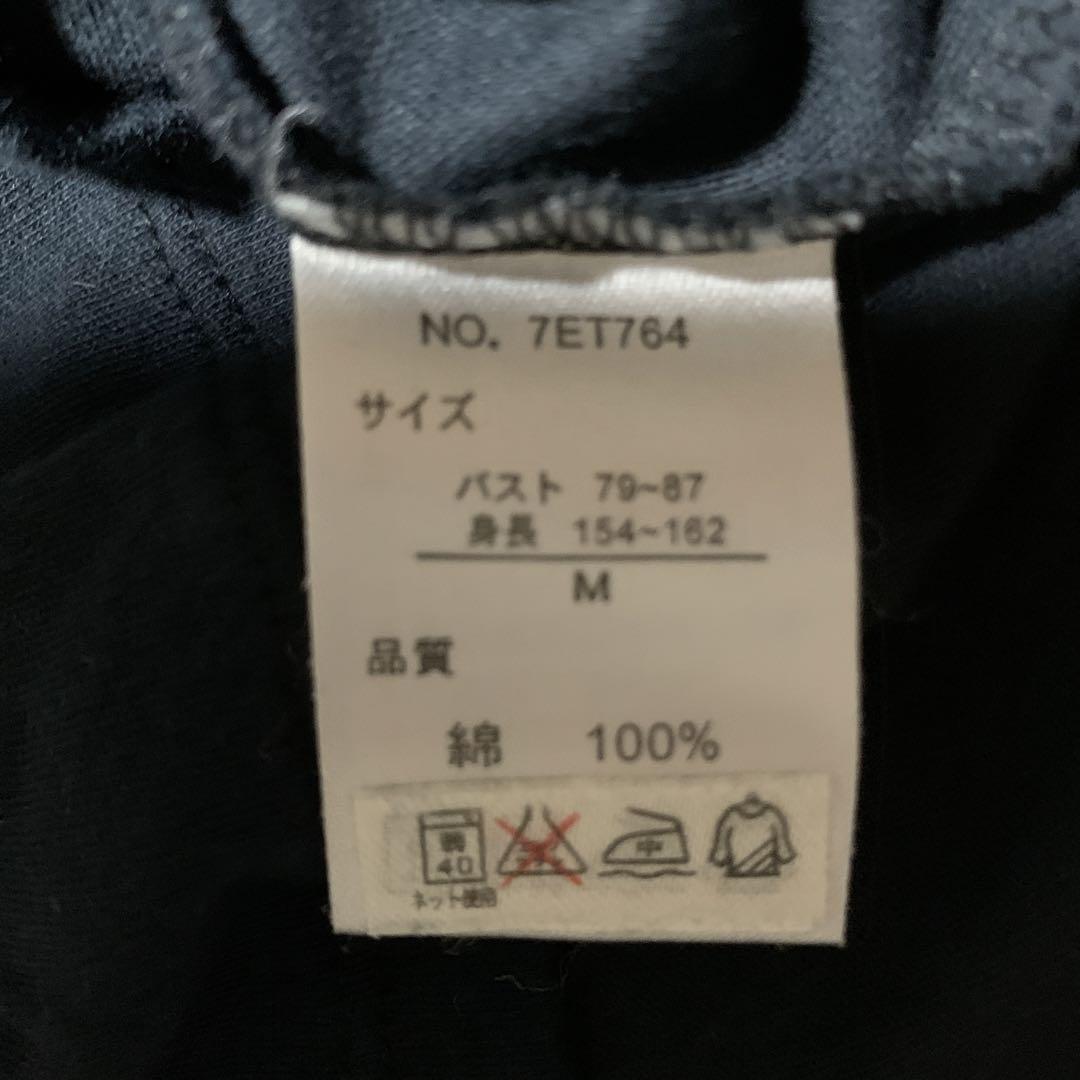 NO. 7ET764
サイズ
バスト 79~87
身長 154~162
M
品質
綿 100%
弱 中
40
ネット使用